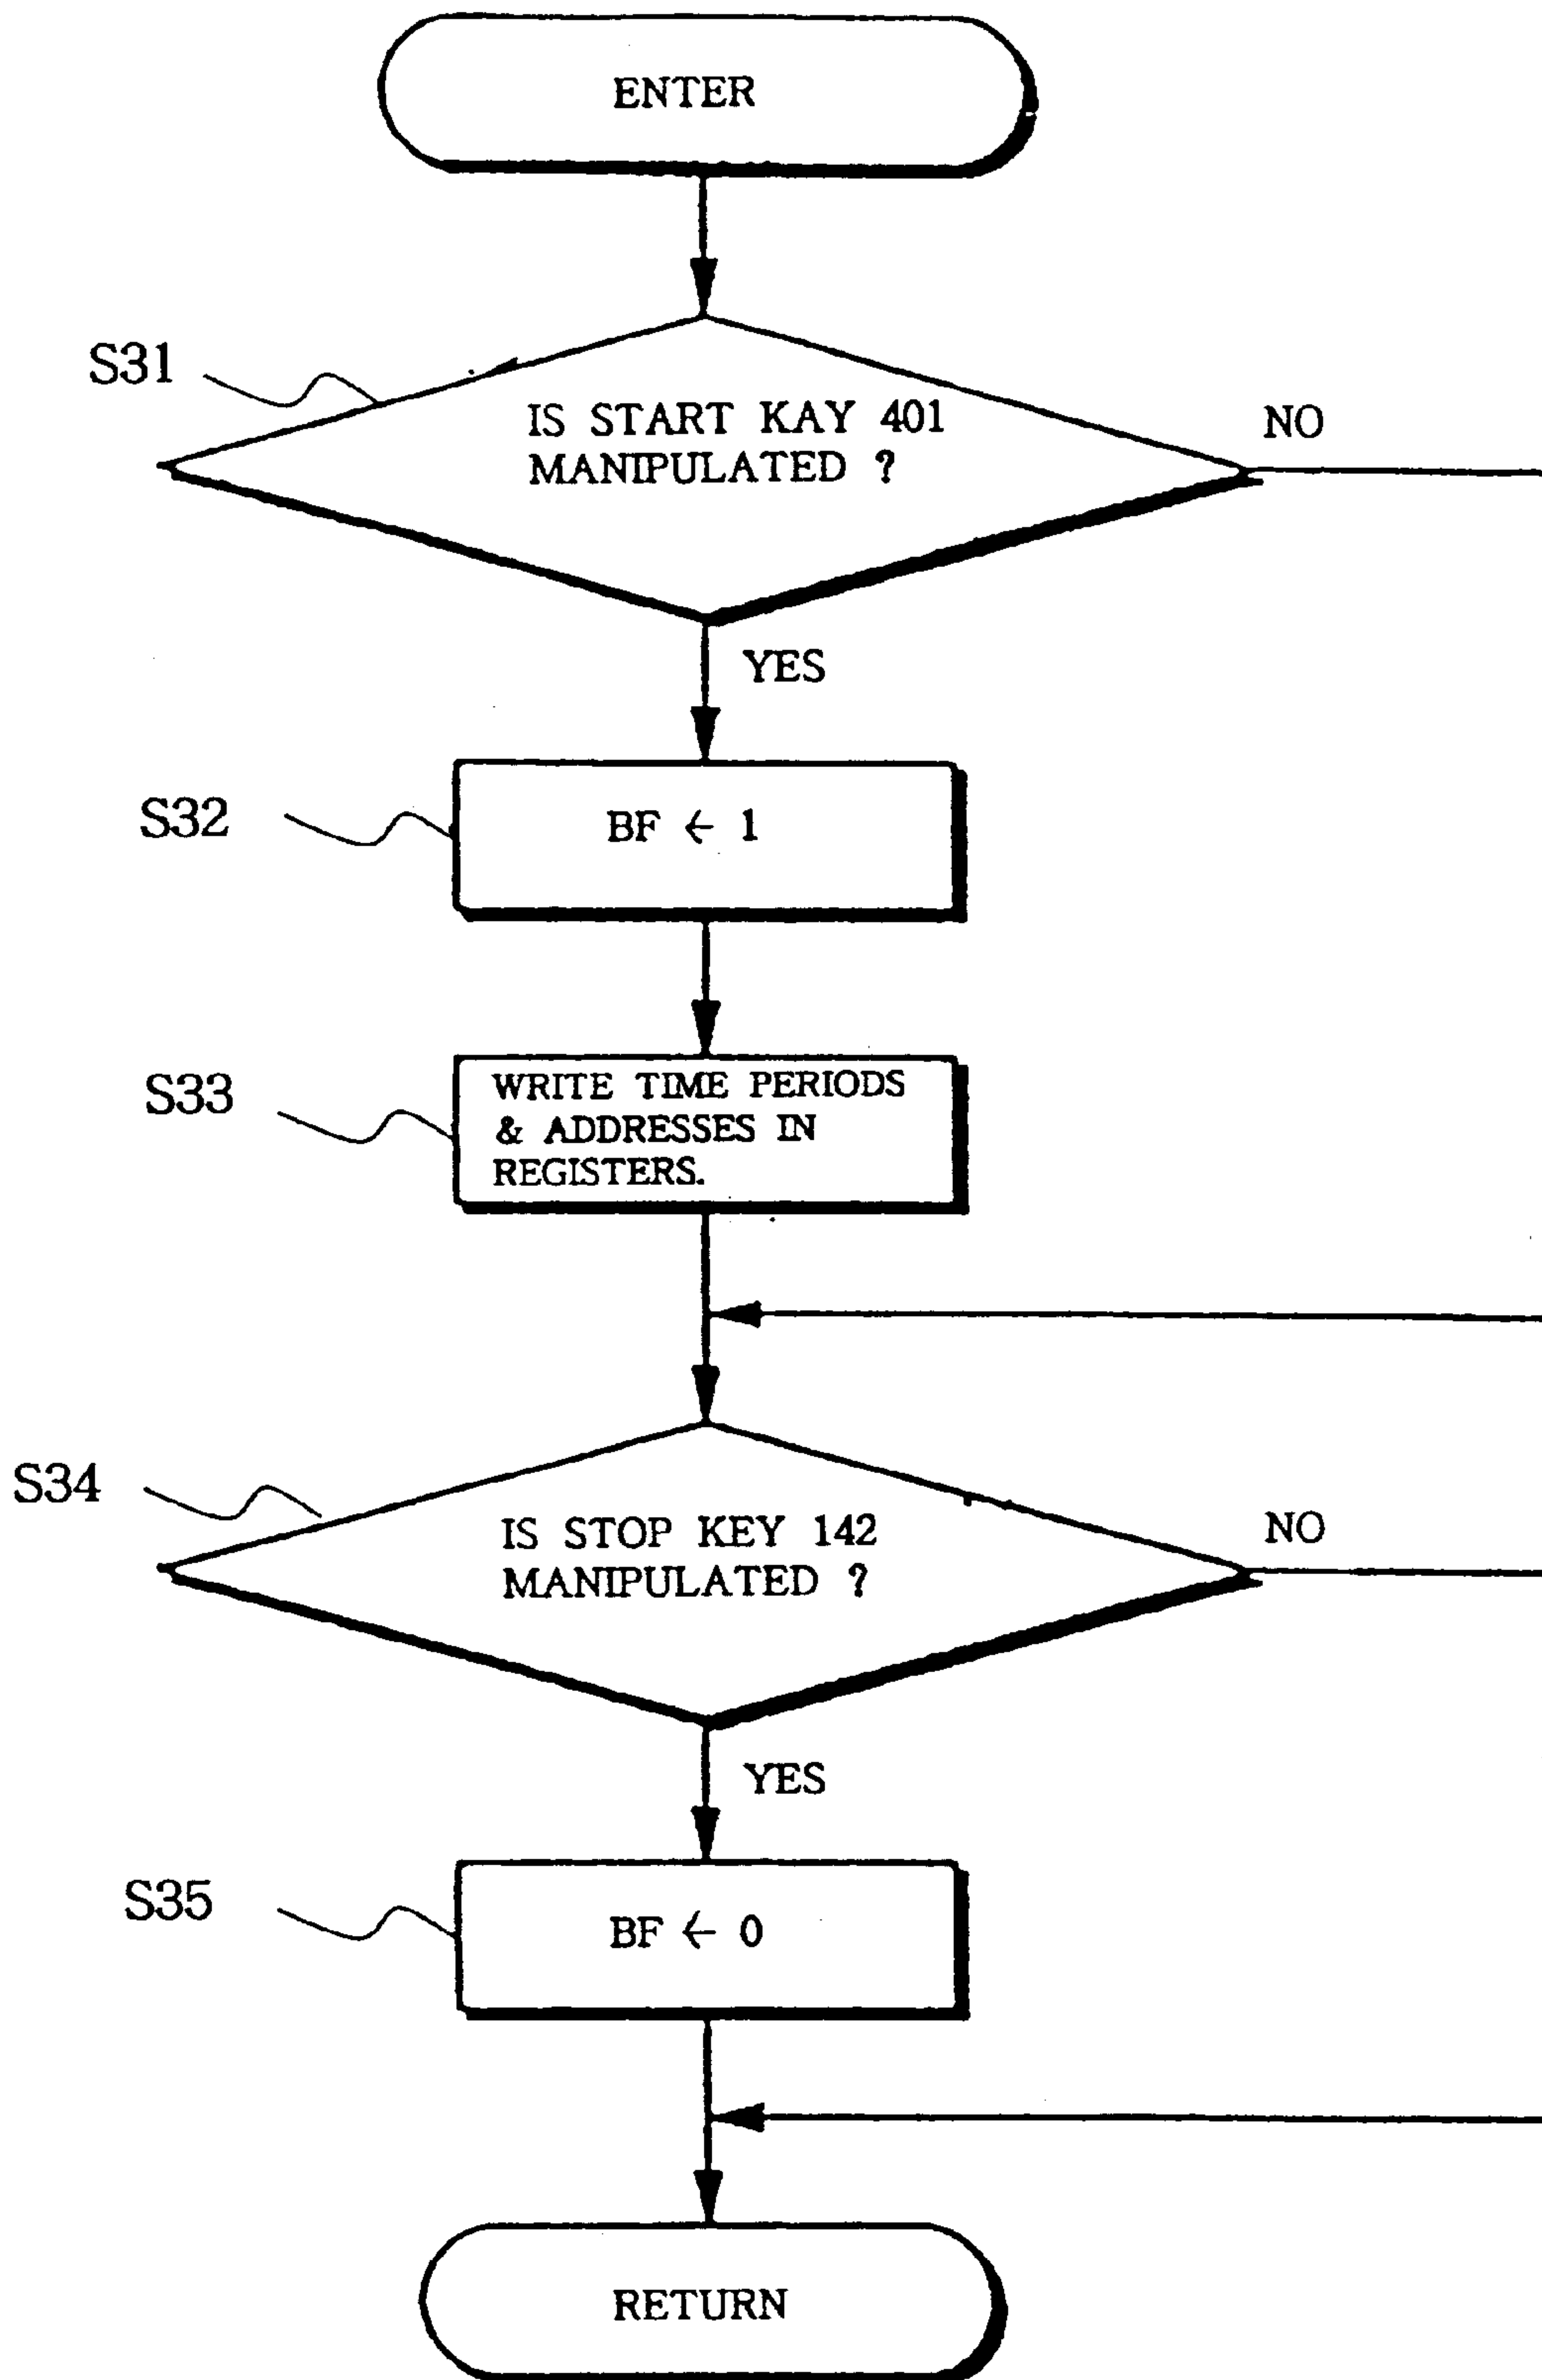 ENTER
S31
IS START KAY 401
MANIPULATED ?
NO
YES
S32
BF ← 1
S33
WRITE TIME PERIODS
& ADDRESSES IN
REGISTERS.
S34
IS STOP KEY 142
MANIPULATED ?
NO
YES
S35
BF ← 0
RETURN